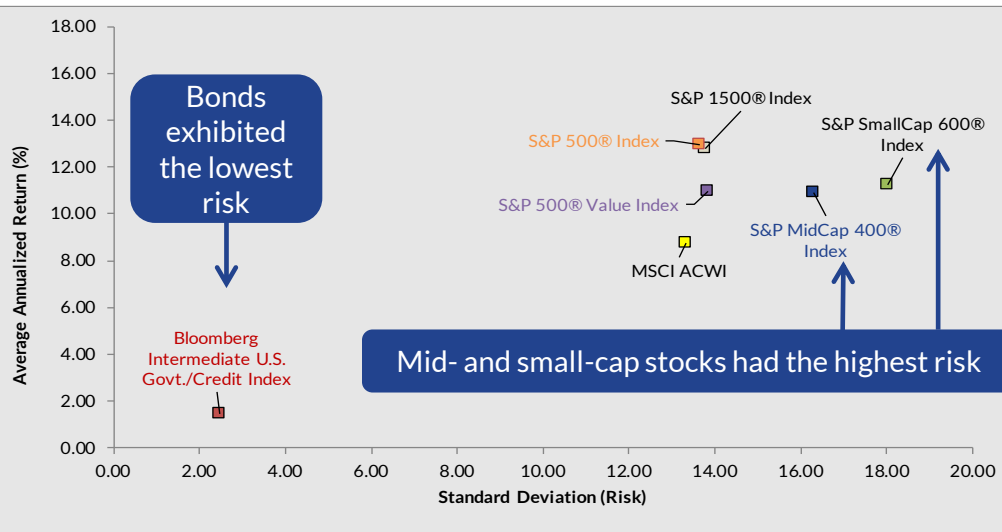 18.00
16.00
14.00
12.00
10.00
8.00
6.00
4.00
2.00
0.00
Average Annualized Return (%)
Bonds
exhibited
the lowest
risk
S&P 1500® Index
S&P 500® Index
S&P SmallCap 600®
Index
S&P 500® Value Index
S&P MidCap 400®
Index
MSCI ACWI
Bloomberg
Intermediate U.S.
Govt./Credit Index
Mid- and small-cap stocks had the highest risk
0.00 2.00 4.00 6.00 8.00 10.00 12.00 14.00 16.00 18.00 20.00
Standard Deviation (Risk)